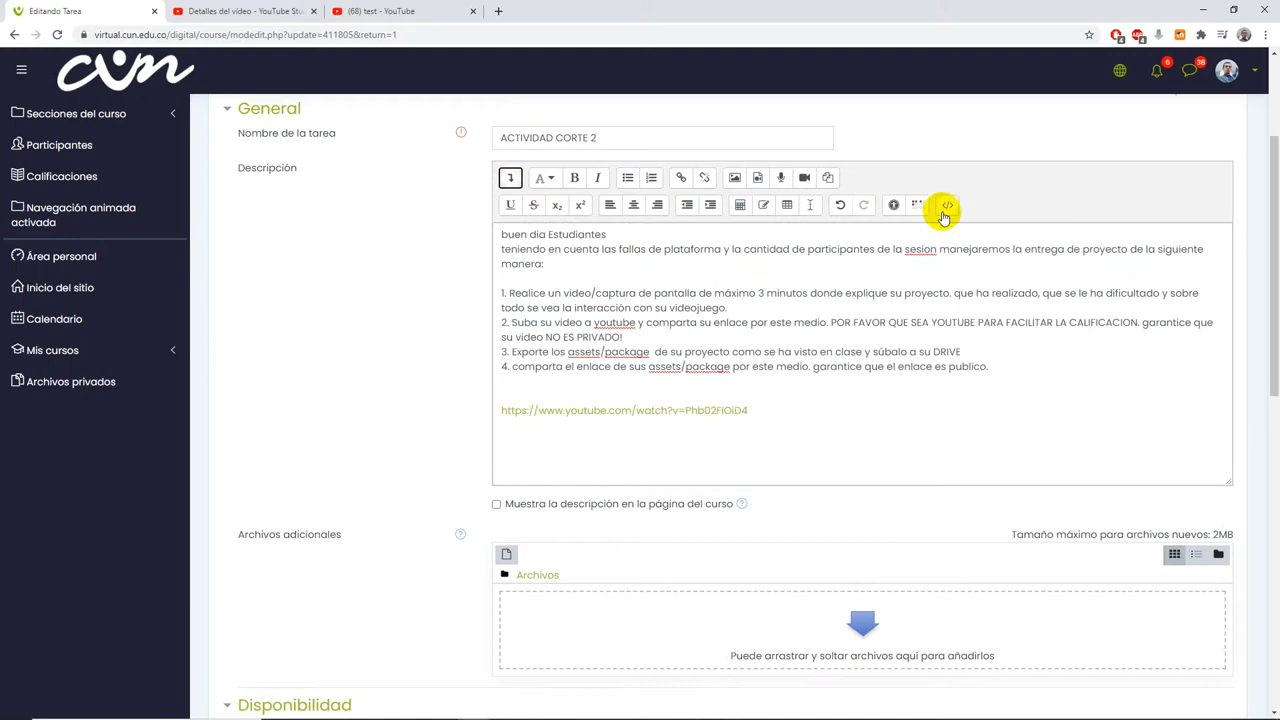 Editando Tarea
Detalles del vídeo - YouTube Stu
(68) test - YouTube
virtual.cun.edu.co/digital/course/modedit.php?update=411805&return=1
cun
6
38
Secciones del curso
Participantes
Calificaciones
Navegación animada
activada
Área personal
Inicio del sitio
Calendario
Mis cursos
Archivos privados
General
Nombre de la tarea
ACTIVIDAD CORTE 2
Descripción
buen dia Estudiantes
teniendo en cuenta las fallas de plataforma y la cantidad de participantes de la sesion manejaremos la entrega de proyecto de la siguiente
manera:
1. Realice un video/captura de pantalla de máximo 3 minutos donde explique su proyecto. que ha realizado, que se le ha dificultado y sobre
todo se vea la interacción con su videojuego.
2. Suba su video a youtube y comparta su enlace por este medio. POR FAVOR QUE SEA YOUTUBE PARA FACILITAR LA CALIFICACION. garantice que
su video NO ES PRIVADO!
3. Exporte los assets/package de su proyecto como se ha visto en clase y súbalo a su DRIVE
4. comparta el enlace de sus assets/package por este medio. garantice que el enlace es publico.
https://www.youtube.com/watch?v=Phb02FIOiD4
Muestra la descripción en la página del curso
Archivos adicionales
Tamaño máximo para archivos nuevos: 2MB
Archivos
Puede arrastrar y soltar archivos aquí para añadirlos
Disponibilidad